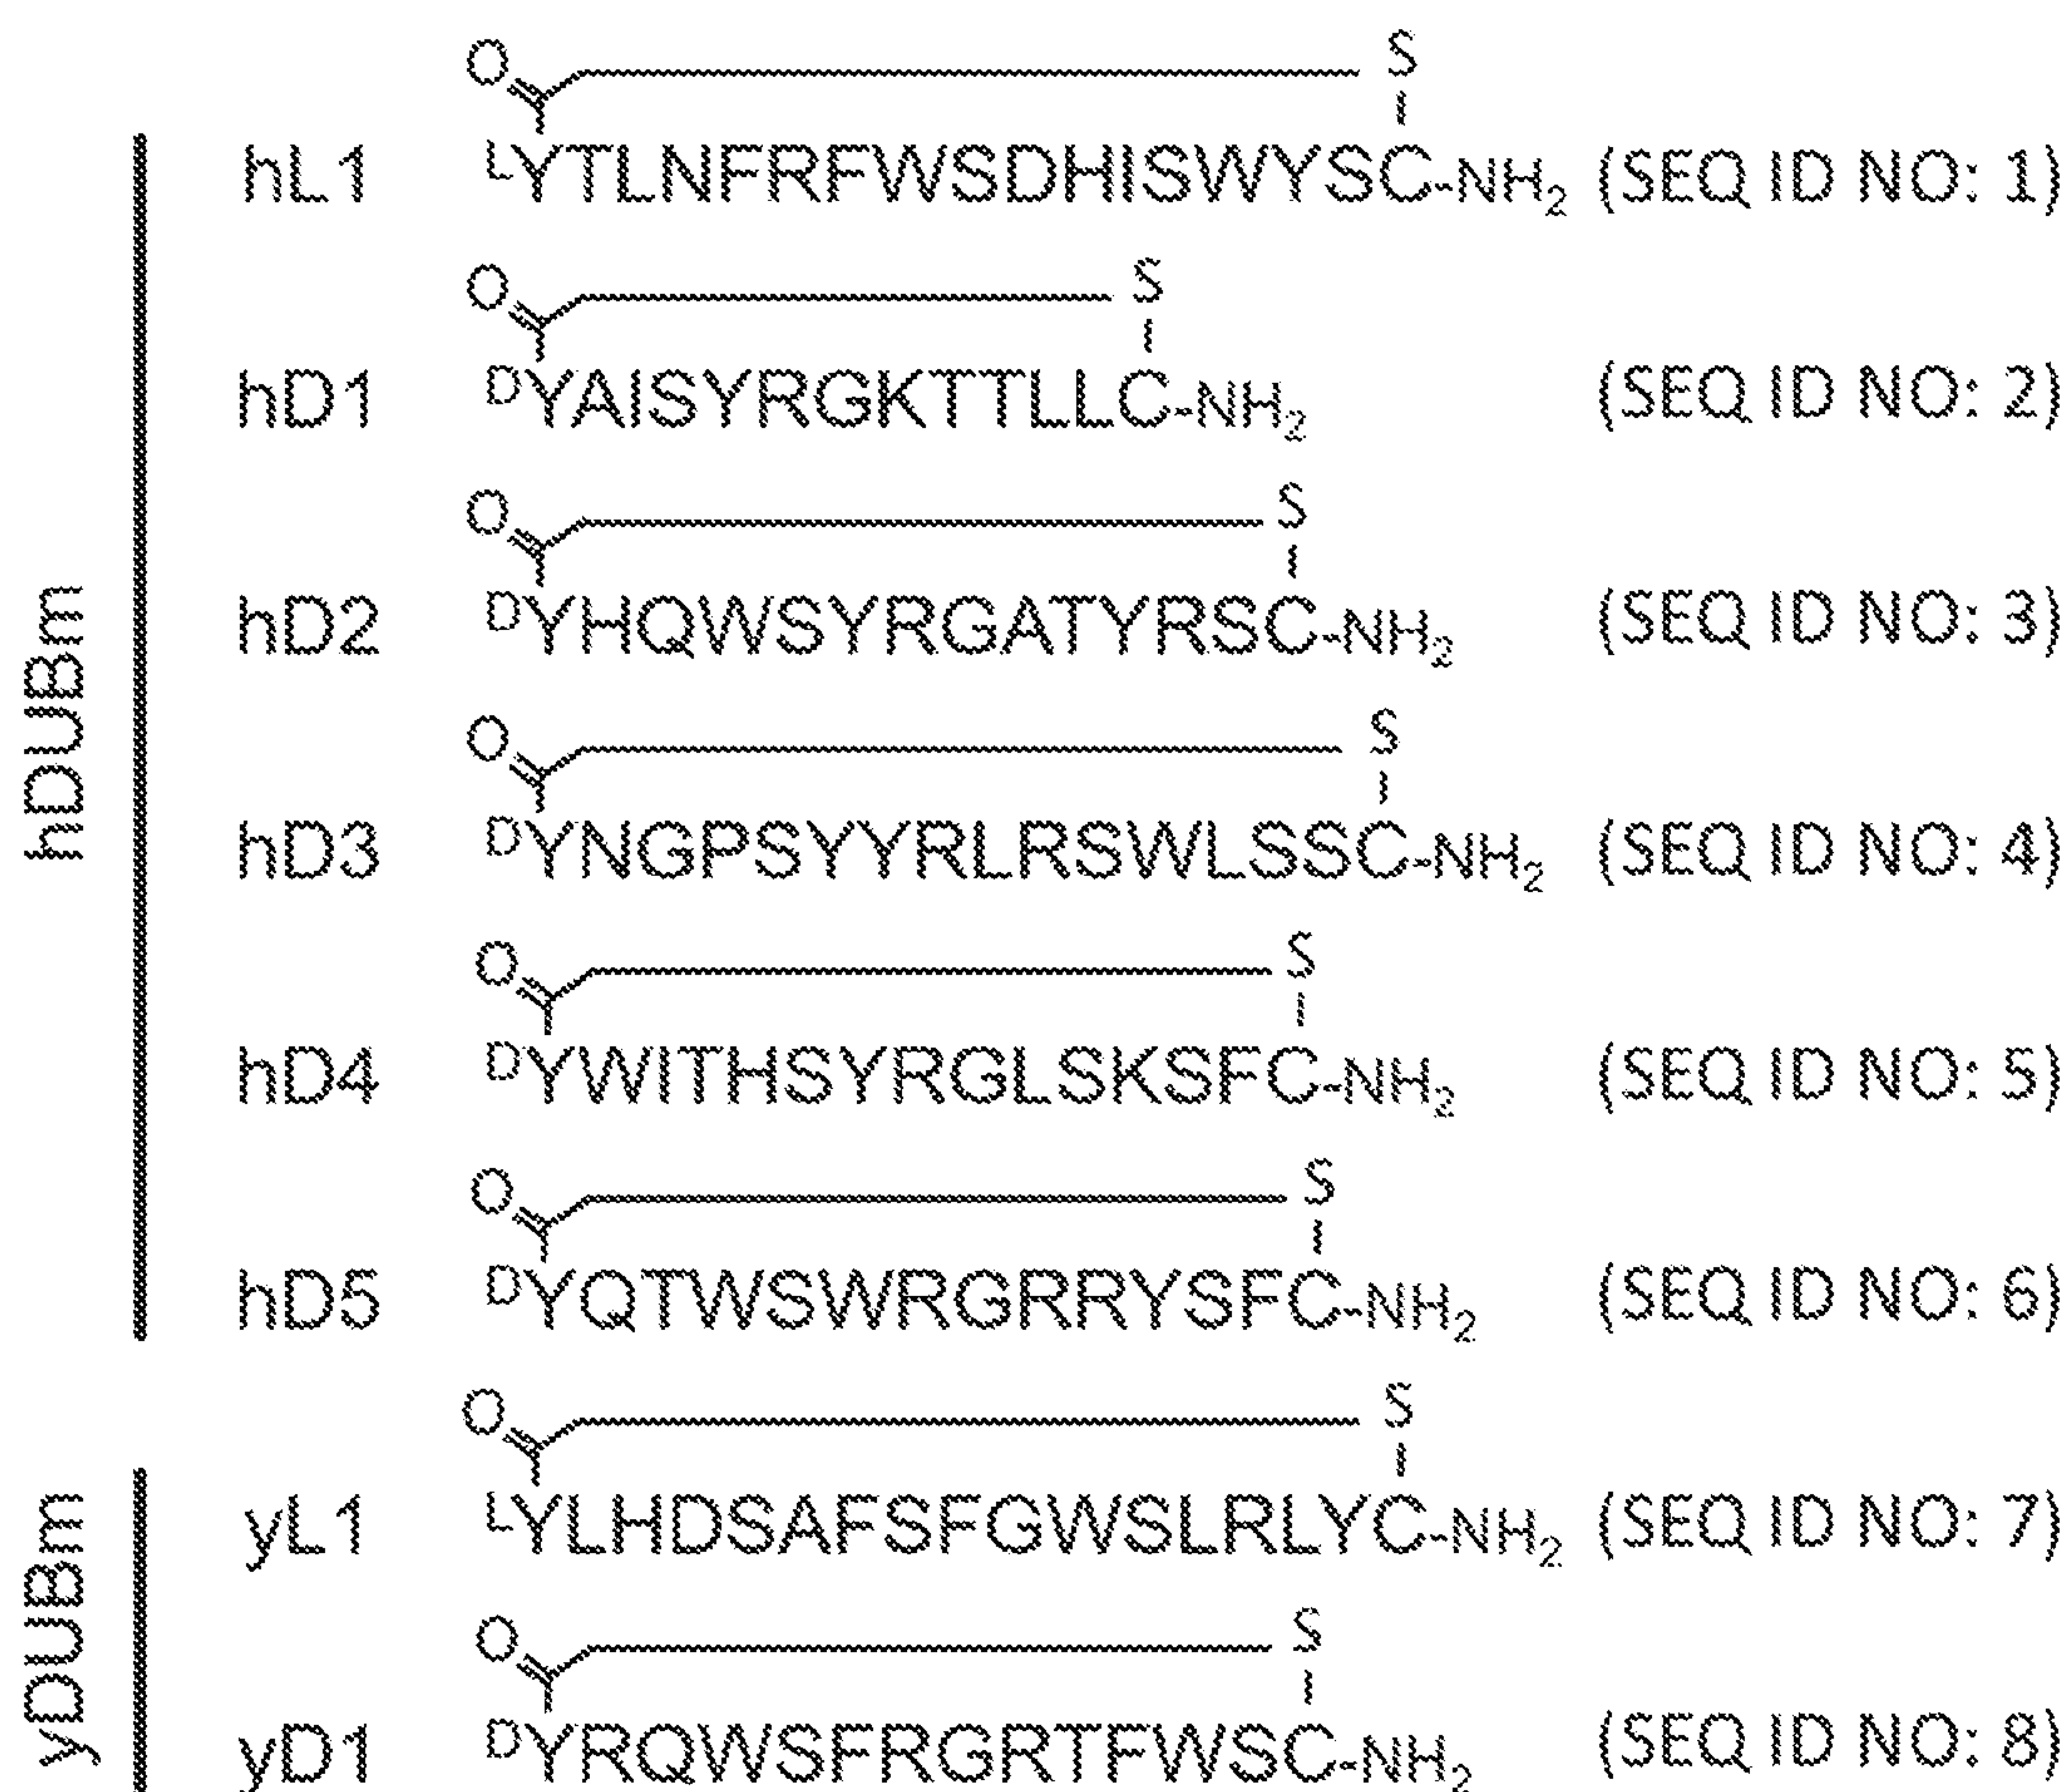 O S
hDUBm
hL1 LYTLNFRFWSDHISWYSC-NH2 (SEQ ID NO: 1)
O S
hD1 DYAISYRGKTTLLC-NH2 (SEQ ID NO: 2)
O S
hD2 DYHQWSYRGATYRSC-NH2 (SEQ ID NO: 3)
O S
hD3 DYNGPSYYRLRSWLSSC-NH2 (SEQ ID NO: 4)
O S
hD4 DYWITHSYRGLSKSFC-NH2 (SEQ ID NO: 5)
O S
hD5 DYQTWSWRGRRYSFC-NH2 (SEQ ID NO: 6)
O S
yDUBm
yL1 LYLHDSAFSFGWSLRLYC-NH2 (SEQ ID NO: 7)
O S
yD1 DYRQWSFRGRTFWSC-NH2 (SEQ ID NO: 8)